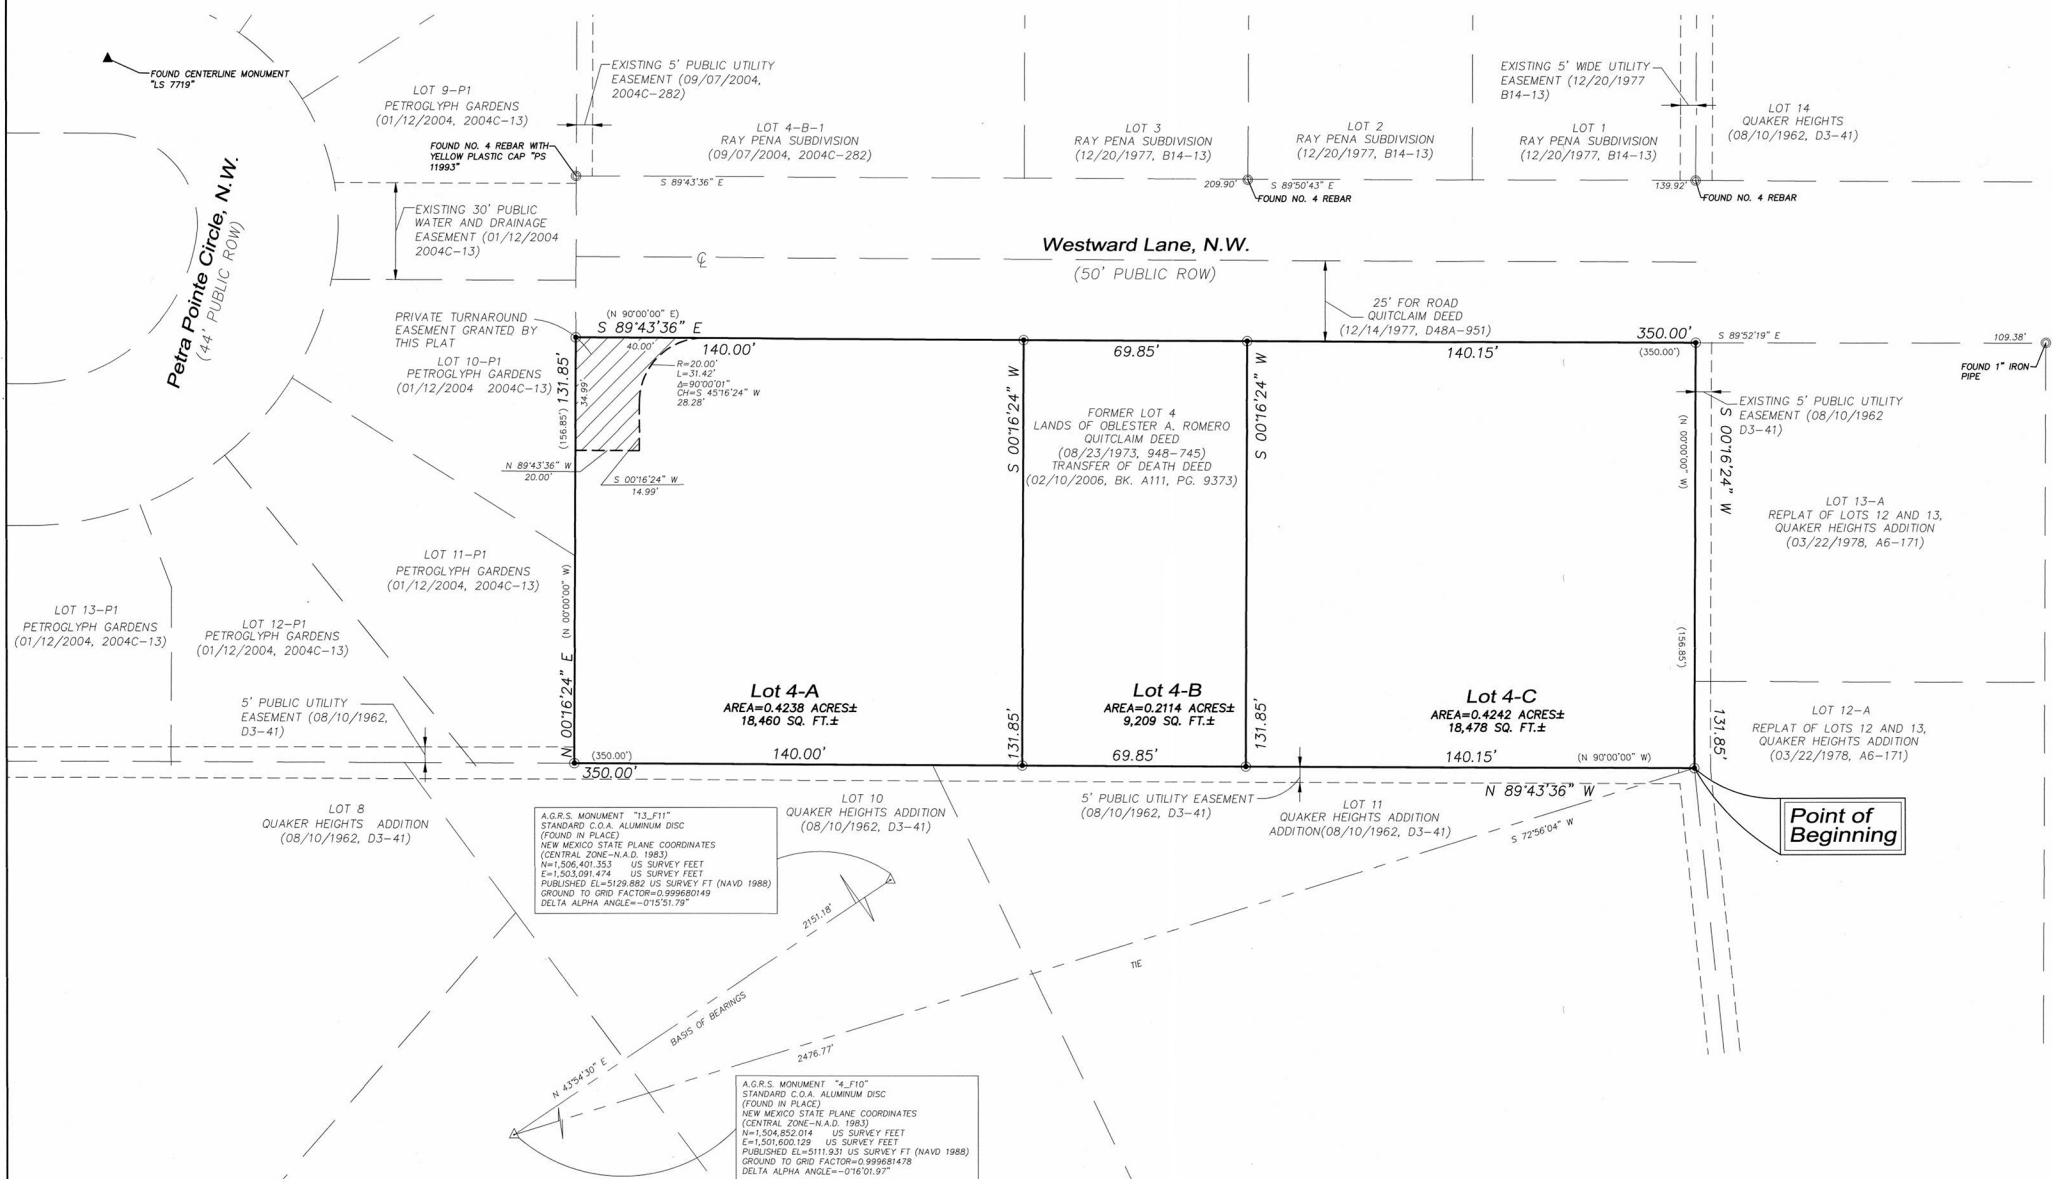 FOUND CENTERLINE MONUMENT
"LS 7719"
Petra Pointe Circle, N.W.
(44' PUBLIC ROW)
LOT 9-P1
PETROGLYPH GARDENS
(01/12/2004, 2004C-13)
EXISTING 5' PUBLIC UTILITY
EASEMENT (09/07/2004,
2004C-282)
FOUND NO. 4 REBAR WITH
YELLOW PLASTIC CAP "PS
11993"
LOT 4-B-1
RAY PENA SUBDIVISION
(09/07/2004, 2004C-282)
LOT 3
RAY PENA SUBDIVISION
(12/20/1977, B14-13)
LOT 2
RAY PENA SUBDIVISION
(12/20/1977, B14-13)
LOT 1
RAY PENA SUBDIVISION
(12/20/1977, B14-13)
EXISTING 5' WIDE UTILITY
EASEMENT (12/20/1977
B14-13)
LOT 14
QUAKER HEIGHTS
(08/10/1962, D3-41)
S 89°43'36" E
209.90'
S 89°50'43" E
139.92'
FOUND NO. 4 REBAR
FOUND NO. 4 REBAR
EXISTING 30' PUBLIC
WATER AND DRAINAGE
EASEMENT (01/12/2004
2004C-13)
Westward Lane, N.W.
(50' PUBLIC ROW)
25' FOR ROAD
QUITCLAIM DEED
(12/14/1977, D48A-951)
PRIVATE TURNAROUND
EASEMENT GRANTED BY
THIS PLAT
(N 90°00'00" E)
S 89°43'36" E
350.00'
(350.00')
S 89°52'19" E
109.38'
FOUND 1" IRON
PIPE
40.00'
140.00'
69.85'
140.15'
LOT 10-P1
PETROGLYPH GARDENS
(01/12/2004 2004C-13)
131.85'
(156.85')
34.99'
R=20.00'
L=31.42'
Δ=90°00'01"
CH=S 45°16'24" W
28.28'
N 89°43'36" W
20.00'
S 00°16'24" W
14.99'
S 00°16'24" W
FORMER LOT 4
LANDS OF OBLESTER A. ROMERO
QUITCLAIM DEED
(08/23/1973, 948-745)
TRANSFER OF DEATH DEED
(02/10/2006, BK. A111, PG. 9373)
S 00°16'24" W
(N 00°00'00" W)
S 00°16'24" W
EXISTING 5' PUBLIC UTILITY
EASEMENT (08/10/1962
D3-41)
LOT 13-A
REPLAT OF LOTS 12 AND 13,
QUAKER HEIGHTS ADDITION
(03/22/1978, A6-171)
LOT 11-P1
PETROGLYPH GARDENS
(01/12/2004, 2004C-13)
LOT 13-P1
PETROGLYPH GARDENS
(01/12/2004, 2004C-13)
LOT 12-P1
PETROGLYPH GARDENS
(01/12/2004, 2004C-13)
(N 00°00'00" W)
N 00°16'24" E
(156.85')
Lot 4-A
AREA=0.4238 ACRES±
18,460 SQ. FT.±
Lot 4-B
AREA=0.2114 ACRES±
9,209 SQ. FT.±
Lot 4-C
AREA=0.4242 ACRES±
18,478 SQ. FT.±
131.85'
131.85'
131.85'
5' PUBLIC UTILITY
EASEMENT (08/10/1962,
D3-41)
LOT 12-A
REPLAT OF LOTS 12 AND 13,
QUAKER HEIGHTS ADDITION
(03/22/1978, A6-171)
(350.00')
350.00'
140.00'
69.85'
140.15'
(N 90°00'00" W)
N 89°43'36" W
LOT 8
QUAKER HEIGHTS ADDITION
(08/10/1962, D3-41)
LOT 10
QUAKER HEIGHTS ADDITION
(08/10/1962, D3-41)
5' PUBLIC UTILITY EASEMENT
(08/10/1962, D3-41)
LOT 11
QUAKER HEIGHTS ADDITION
ADDITION(08/10/1962, D3-41)
S 72°56'04" W
Point of
Beginning
A.G.R.S. MONUMENT "13_F11"
STANDARD C.O.A. ALUMINUM DISC
(FOUND IN PLACE)
NEW MEXICO STATE PLANE COORDINATES
(CENTRAL ZONE-N.A.D. 1983)
N=1,506,401.353 US SURVEY FEET
E=1,503,091.474 US SURVEY FEET
PUBLISHED EL=5129.882 US SURVEY FT (NAVD 1988)
GROUND TO GRID FACTOR=0.999680149
DELTA ALPHA ANGLE=-0°15'51.79"
2151.18'
BASIS OF BEARINGS
N 43°54'30" E
TIE
2476.77'
A.G.R.S. MONUMENT "4_F10"
STANDARD C.O.A. ALUMINUM DISC
(FOUND IN PLACE)
NEW MEXICO STATE PLANE COORDINATES
(CENTRAL ZONE-N.A.D. 1983)
N=1,504,852.014 US SURVEY FEET
E=1,501,600.129 US SURVEY FEET
PUBLISHED EL=5111.931 US SURVEY FT (NAVD 1988)
GROUND TO GRID FACTOR=0.999681478
DELTA ALPHA ANGLE=-0°16'01.97"